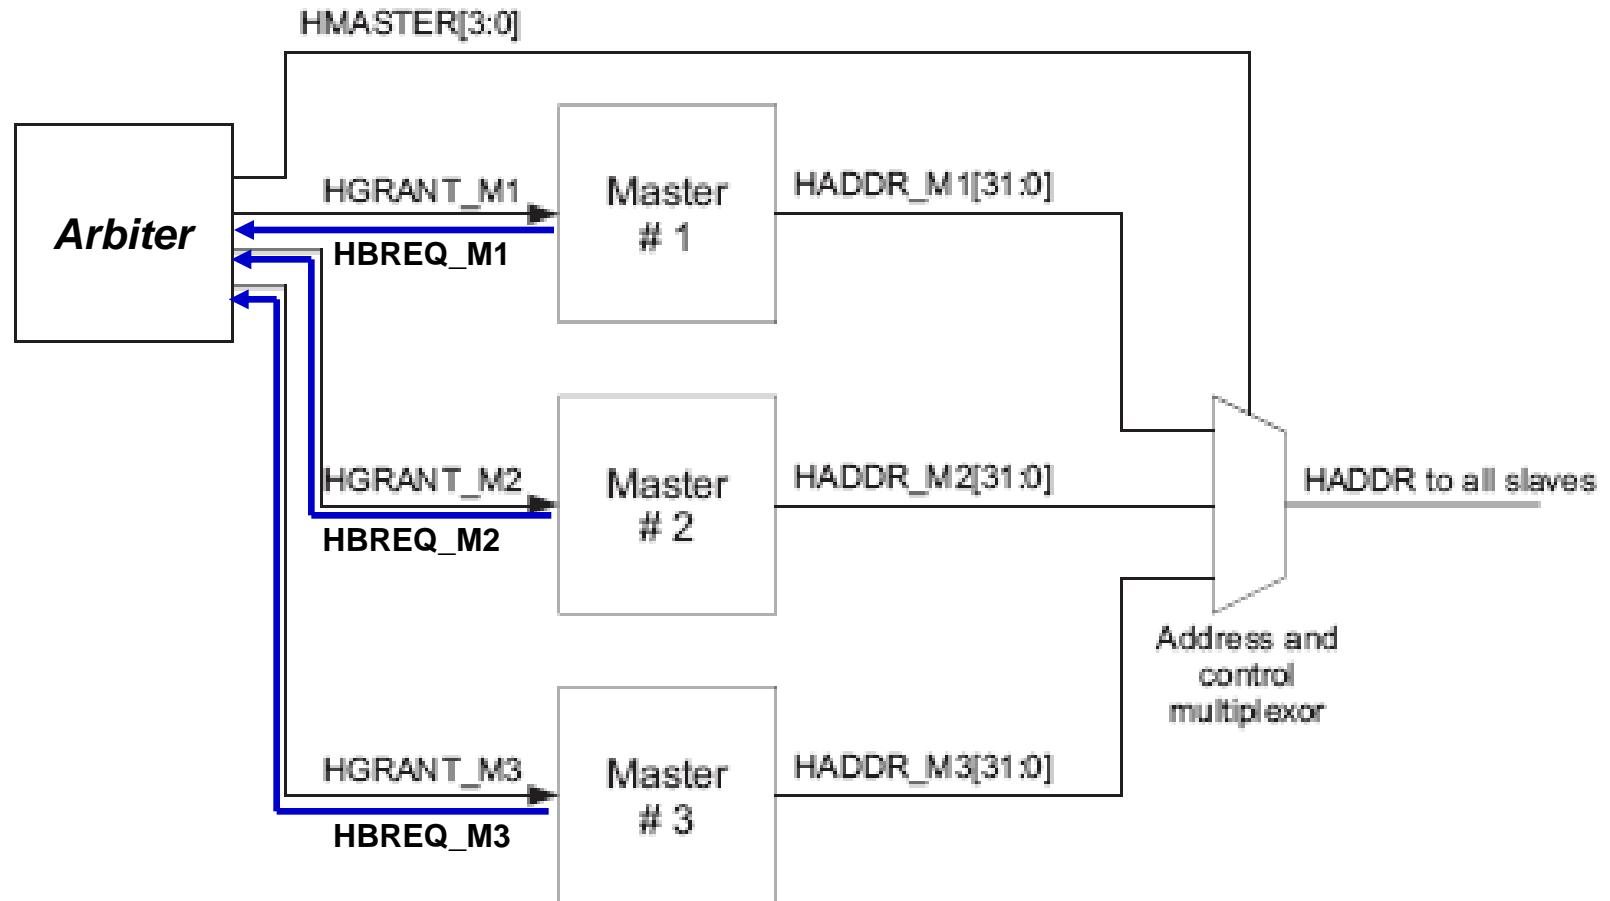 HMASTER[3:0]
Arbiter
HGRANT_M1
HBREQ_M1
Master
# 1
HADDR_M1[31:0]
HGRANT_M2
HBREQ_M2
Master
# 2
HADDR_M2[31:0]
HADDR to all slaves
Address and
control
multiplexor
HGRANT_M3
HBREQ_M3
Master
# 3
HADDR_M3[31:0]